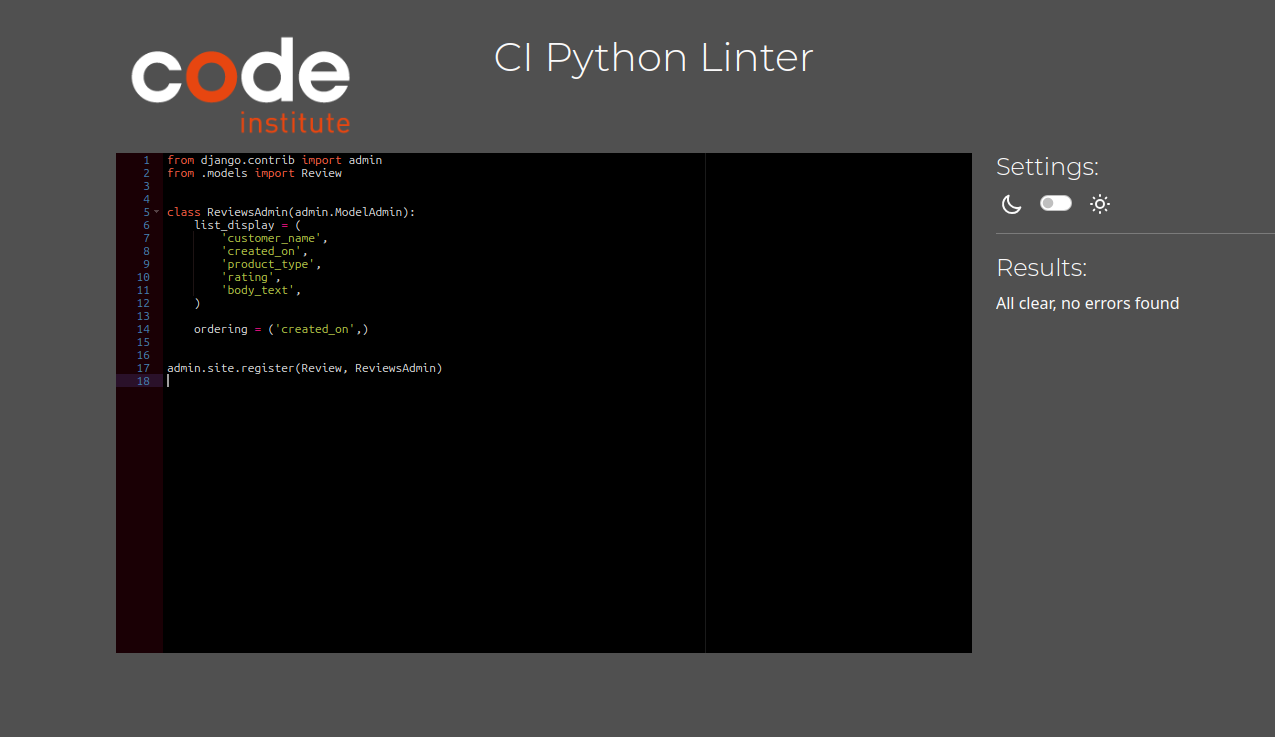 code
institute
CI Python Linter
1 from django.contrib import admin
2 from .models import Review
3
4
5 class ReviewsAdmin(admin.ModelAdmin):
6     list_display = (
7         'customer_name',
8         'created_on',
9         'product_type',
10         'rating',
11         'body_text',
12     )
13
14     ordering = ('created_on',)
15
16
17 admin.site.register(Review, ReviewsAdmin)
18
Settings:
Results:
All clear, no errors found